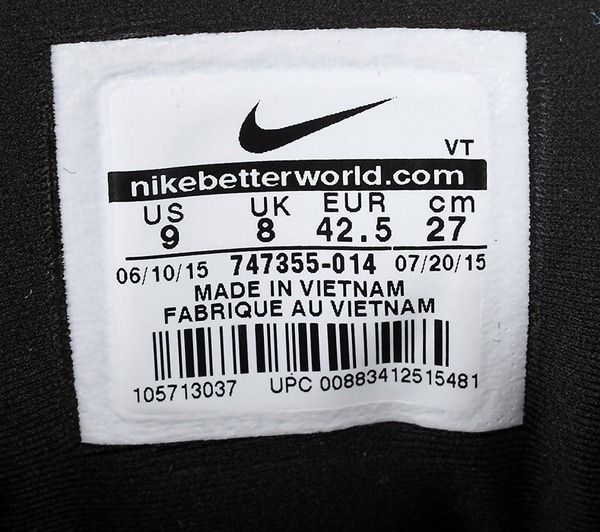 VT
nikebetterworld.com
US UK EUR cm
9 8 42.5 27
06/10/15 747355-014 07/20/15
MADE IN VIETNAM
FABRIQUE AU VIETNAM
105713037 UPC 00883412515481